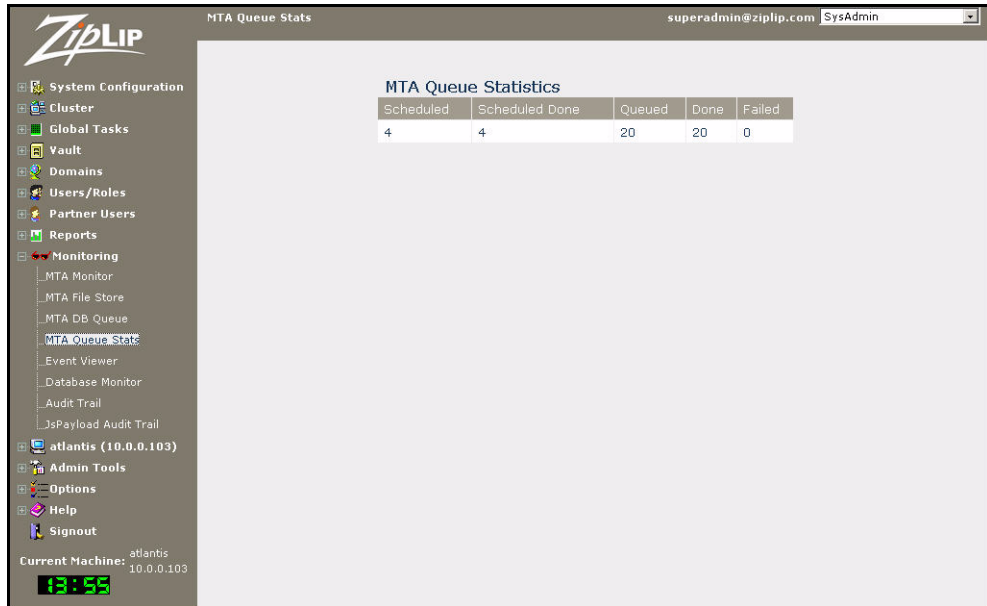 MTA Queue Stats
superadmin@ziplip.com SysAdmin
ZipLip
System Configuration
Cluster
Global Tasks
Vault
Domains
Users/Roles
Partner Users
Reports
Monitoring
MTA Monitor
MTA File Store
MTA DB Queue
MTA Queue Stats
Event Viewer
Database Monitor
Audit Trail
JsPayload Audit Trail
atlantis (10.0.0.103)
Admin Tools
Options
Help
Signout
Current Machine: atlantis
10.0.0.103
13:55
MTA Queue Statistics
Scheduled Scheduled Done Queued Done Failed
4 4 20 20 0